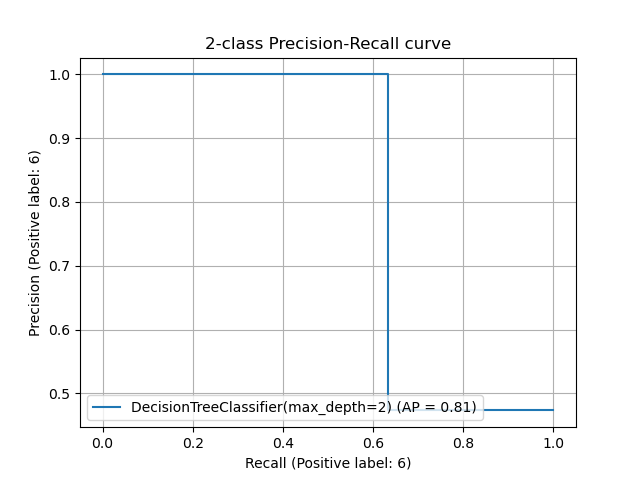 2-class Precision-Recall curve
Precision (Positive label: 6)
1.0
0.9
0.8
0.7
0.6
0.5
DecisionTreeClassifier(max_depth=2) (AP = 0.81)
0.0 0.2 0.4 0.6 0.8 1.0
Recall (Positive label: 6)